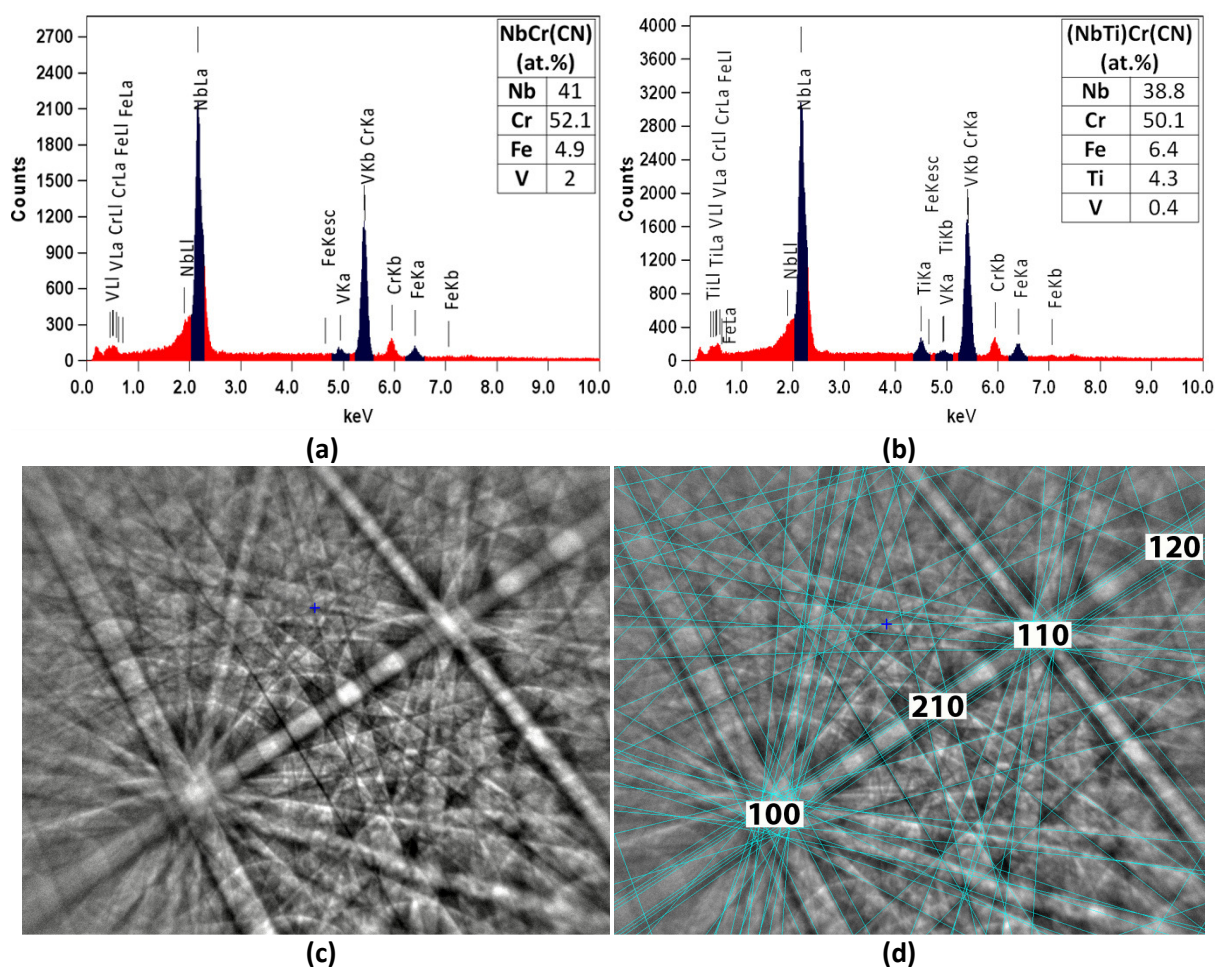 2700
2400
2100
1800
1500
1200
900
600
300
0
Counts
0.0 1.0 2.0 3.0 4.0 5.0 6.0 7.0 8.0 9.0 10.0
keV
VLl
VLa CrLl
CrLa FeLl
FeLa
NbLl
NbLa
FeKesc
VKa
VKb CrKa
CrKb
FeKa
FeKb
NbCr(CN)
(at.%)
Nb 41
Cr 52.1
Fe 4.9
V 2
(a)
4000
3600
3200
2800
2400
2000
1600
1200
800
400
0
Counts
0.0 1.0 2.0 3.0 4.0 5.0 6.0 7.0 8.0 9.0 10.0
keV
TiLl
TiLa VLl
VLa CrLl
CrLa FeLl
FeLa
NbLl
NbLa
TiKa
FeKesc
VKa TiKb
VKb CrKa
CrKb
FeKa
FeKb
(NbTi)Cr(CN)
(at.%)
Nb 38.8
Cr 50.1
Fe 6.4
Ti 4.3
V 0.4
(b)
(c)
120
110
210
100
(d)